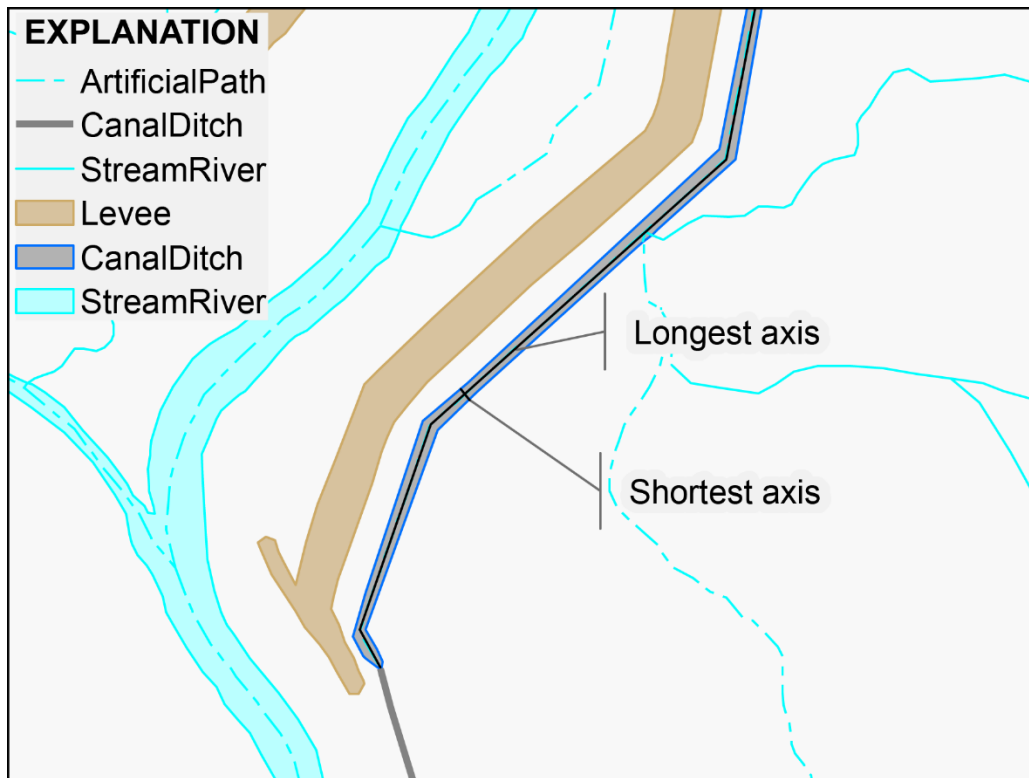 EXPLANATION
ArtificialPath
CanalDitch
StreamRiver
Levee
CanalDitch
StreamRiver
Longest axis
Shortest axis